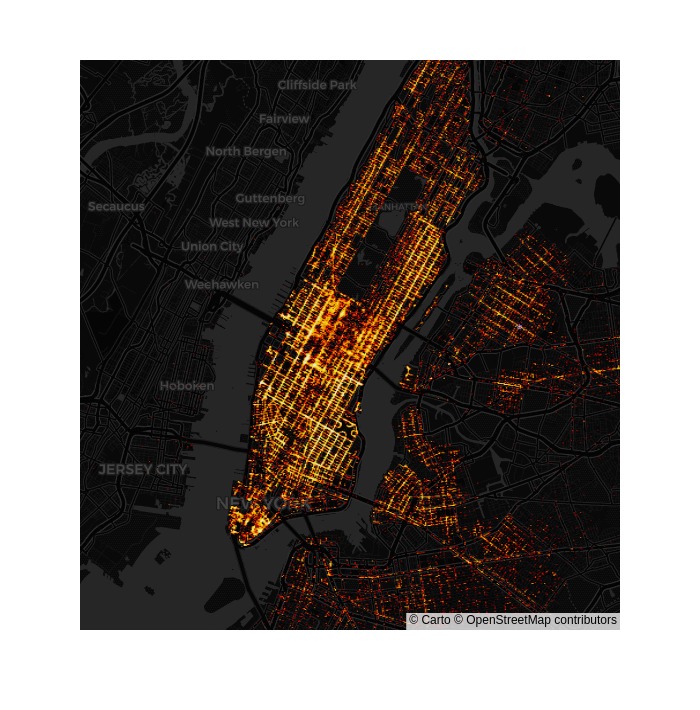 Cliffside Park
Fairview
North Bergen
Guttenberg
Secaucus
MANHATTAN
West New York
Union City
Weehawken
Hoboken
JERSEY CITY
NEW YORK
© Carto © OpenStreetMap contributors